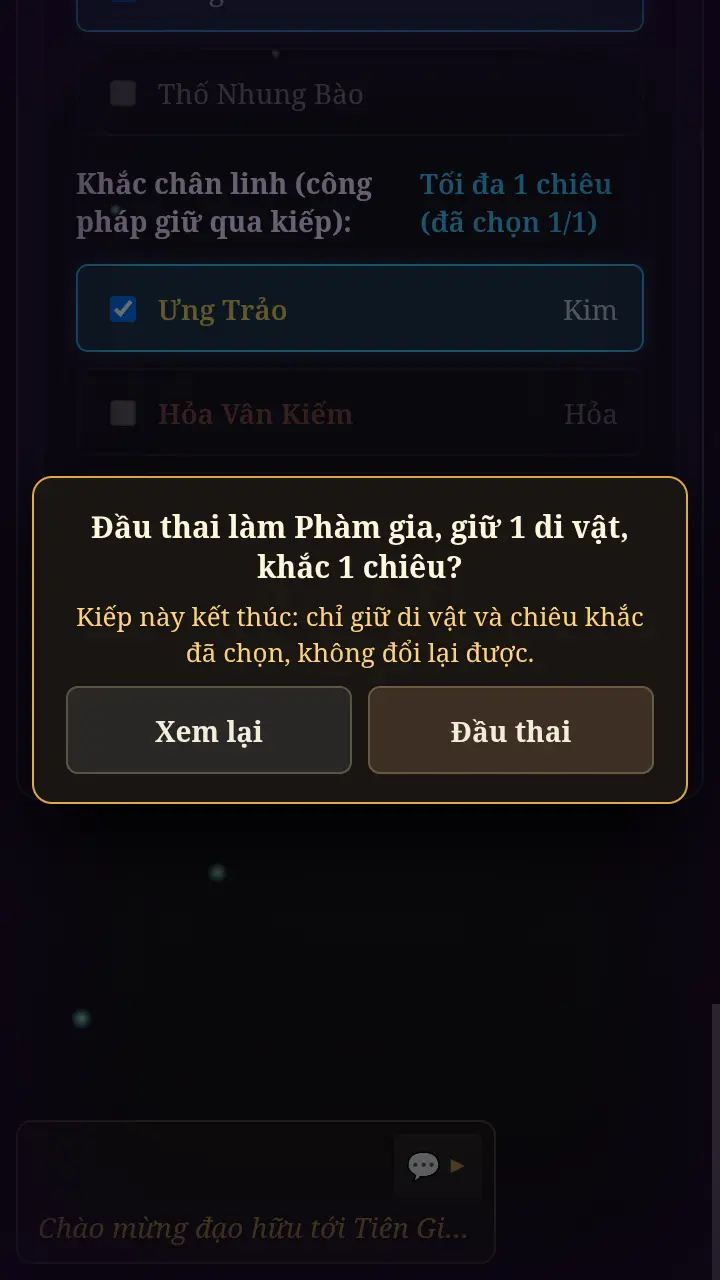 Thố Nhung Bào
Khắc chân linh (công
pháp giữ qua kiếp):
Tối đa 1 chiêu
(đã chọn 1/1)
Ưng Trảo
Kim
Hỏa Vân Kiếm
Hỏa
Đầu thai làm Phàm gia, giữ 1 di vật,
khắc 1 chiêu?
Kiếp này kết thúc: chỉ giữ di vật và chiêu khắc
đã chọn, không đổi lại được.
Xem lại
Đầu thai
Chào mừng đạo hữu tới Tiên Gi...